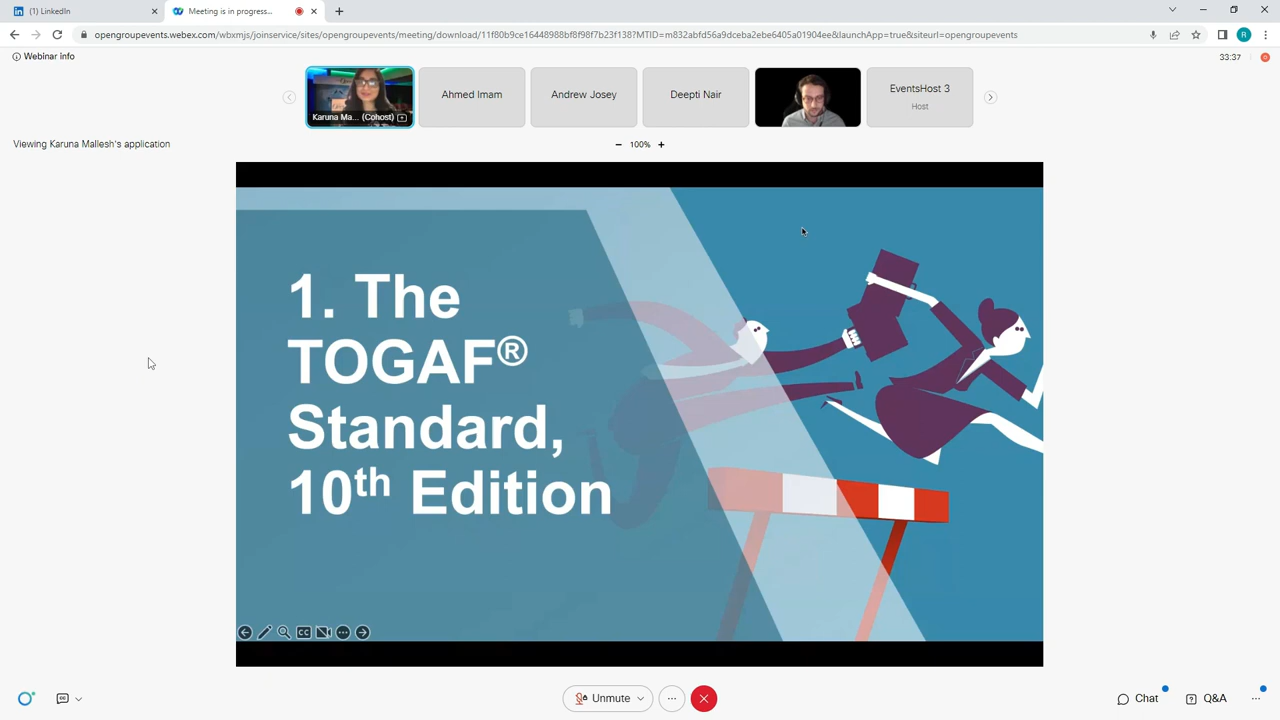 (1) LinkedIn
Meeting is in progress...
opengroupevents.webex.com/wbxmjs/joinservice/sites/opengroupevents/meeting/download/11f80b9ce16448988bf8f98f7b23f138?MTID=m832abfd56a9dceba2ebe6405a01904ee&launchApp=true&siteurl=opengroupevents
R
Webinar info
33:37
Karuna Ma... (Cohost)
Ahmed Imam
Andrew Josey
Deepti Nair
EventsHost 3
Host
Viewing Karuna Mallesh's application
100%
1. The
TOGAF®
Standard,
10th Edition
CC
Unmute
Chat
Q&A